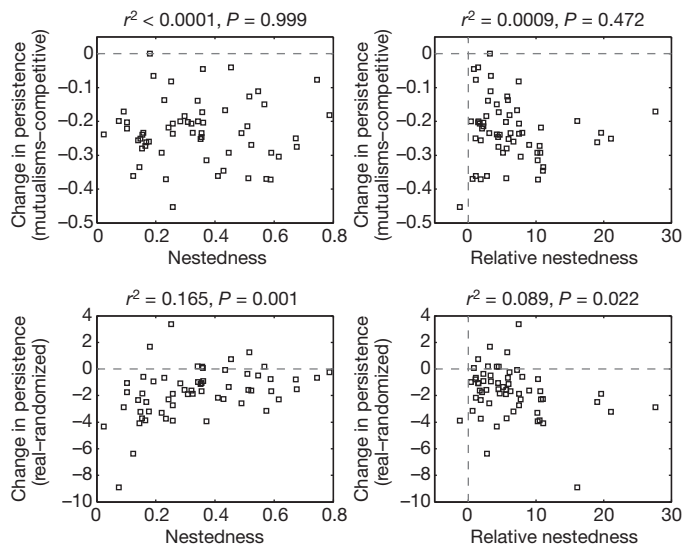 r² < 0.0001, P = 0.999
Change in persistence
(mutualisms–competitive)
0
−0.1
−0.2
−0.3
−0.4
−0.5
0
0.2
0.4
0.6
0.8
Nestedness
r² = 0.0009, P = 0.472
Change in persistence
(mutualisms–competitive)
0
−0.1
−0.2
−0.3
−0.4
−0.5
0
10
20
30
Relative nestedness
r² = 0.165, P = 0.001
Change in persistence
(real–randomized)
4
2
0
−2
−4
−6
−8
−10
0
0.2
0.4
0.6
0.8
Nestedness
r² = 0.089, P = 0.022
Change in persistence
(real–randomized)
4
2
0
−2
−4
−6
−8
−10
0
10
20
30
Relative nestedness